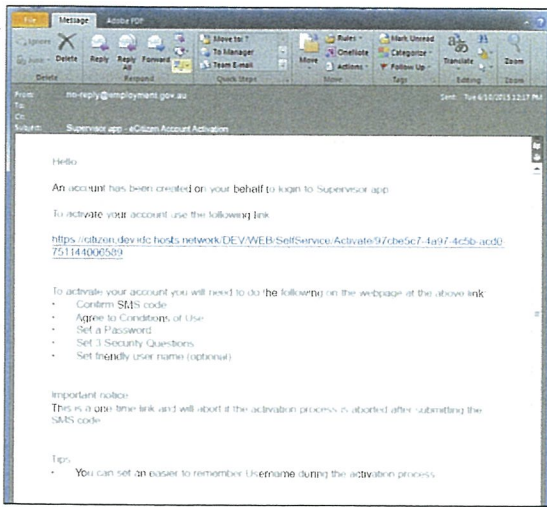 File Message Adobe PDF
Ignore
Junk Delete
Reply Reply All Forward
Move to: ?
To Manager
Team E-mail
Move
Rules
OneNote
Actions
Mark Unread
Categorize
Follow Up
Translate
Zoom
Delete Respond Quick Steps Move Tags Editing Zoom
From: no-reply@employment.gov.au Sent: Tue 6/10/2015 12:17 PM
To:
Cc:
Subject: Supervisor app - eCitizen Account Activation
Hello
An account has been created on your behalf to login to Supervisor app
To activate your account use the following link
https://citizen.dev.idc.hosts.network/DEV/WEB/SelfService/Activate/97cbe5c7-4a97-4c5b-acd0-
751144006589
To activate your account you will need to do the following on the webpage at the above link
· Confirm SMS code
· Agree to Conditions of Use
· Set a Password
· Set 3 Security Questions
· Set friendly user name (optional)
Important notice
This is a one time link and will abort if the activation process is aborted after submitting the
SMS code
Tips
· You can set an easier to remember Username during the activation process